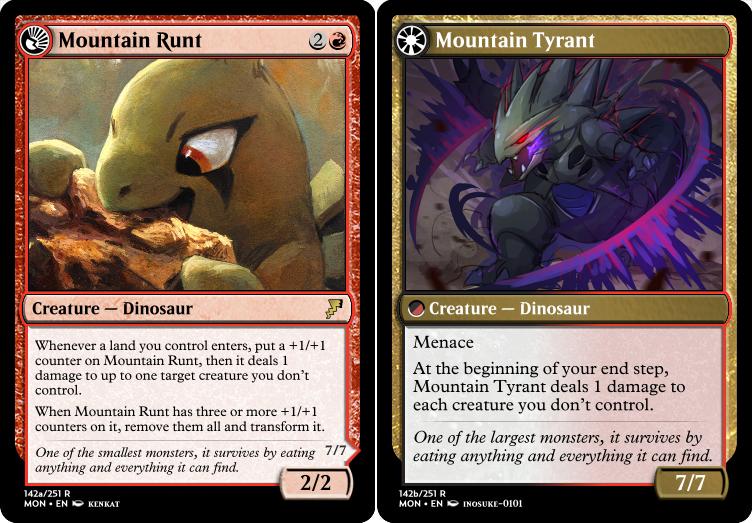 Mountain Runt 2
Creature — Dinosaur
Whenever a land you control enters, put a +1/+1
counter on Mountain Runt, then it deals 1
damage to up to one target creature you don't
control.
When Mountain Runt has three or more +1/+1
counters on it, remove them all and transform it.
One of the smallest monsters, it survives by eating
anything and everything it can find.
7/7
2/2
142a/251 R
MON • EN KENKAT
Mountain Tyrant
Creature — Dinosaur
Menace
At the beginning of your end step,
Mountain Tyrant deals 1 damage to
each creature you don't control.
One of the largest monsters, it survives by
eating anything and everything it can find.
7/7
142b/251 R
MON • EN INOSUKE-0101